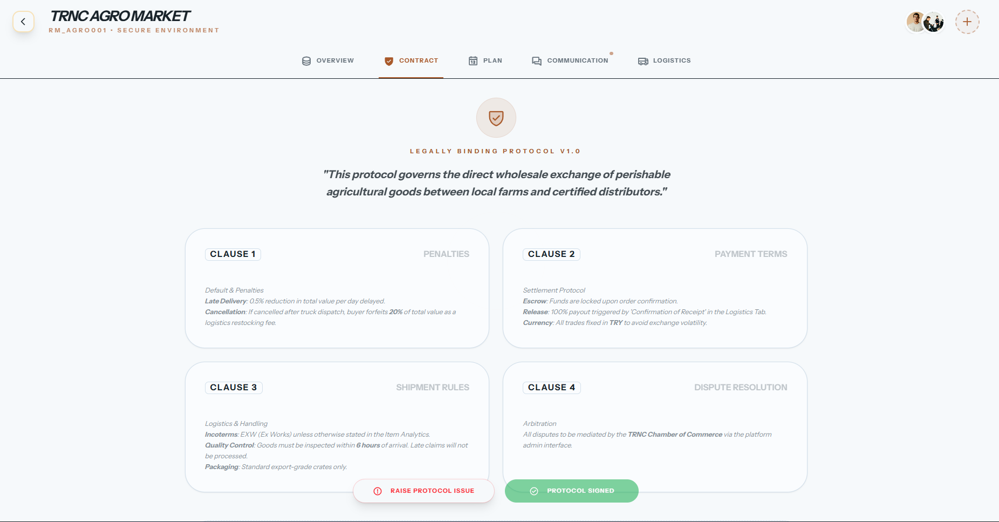 TRNC AGRO MARKET
RM_AGRO001 • SECURE ENVIRONMENT
OVERVIEW
CONTRACT
12
PLAN
COMMUNICATION
LOGISTICS
LEGALLY BINDING PROTOCOL V1.0
"This protocol governs the direct wholesale exchange of perishable
agricultural goods between local farms and certified distributors."
CLAUSE 1
PENALTIES
Default & Penalties
Late Delivery: 0.5% reduction in total value per day delayed.
Cancellation: If cancelled after truck dispatch, buyer forfeits 20% of total value as a
logistics restocking fee.
CLAUSE 2
PAYMENT TERMS
Settlement Protocol
Escrow: Funds are locked upon order confirmation.
Release: 100% payout triggered by 'Confirmation of Receipt' in the Logistics Tab.
Currency: All trades fixed in TRY to avoid exchange volatility.
CLAUSE 3
SHIPMENT RULES
Logistics & Handling
Incoterms: EXW (Ex Works) unless otherwise stated in the Item Analytics.
Quality Control: Goods must be inspected within 6 hours of arrival. Late claims will not
be processed.
Packaging: Standard export-grade crates only.
CLAUSE 4
DISPUTE RESOLUTION
Arbitration
All disputes to be mediated by the TRNC Chamber of Commerce via the platform
admin interface.
RAISE PROTOCOL ISSUE
PROTOCOL SIGNED